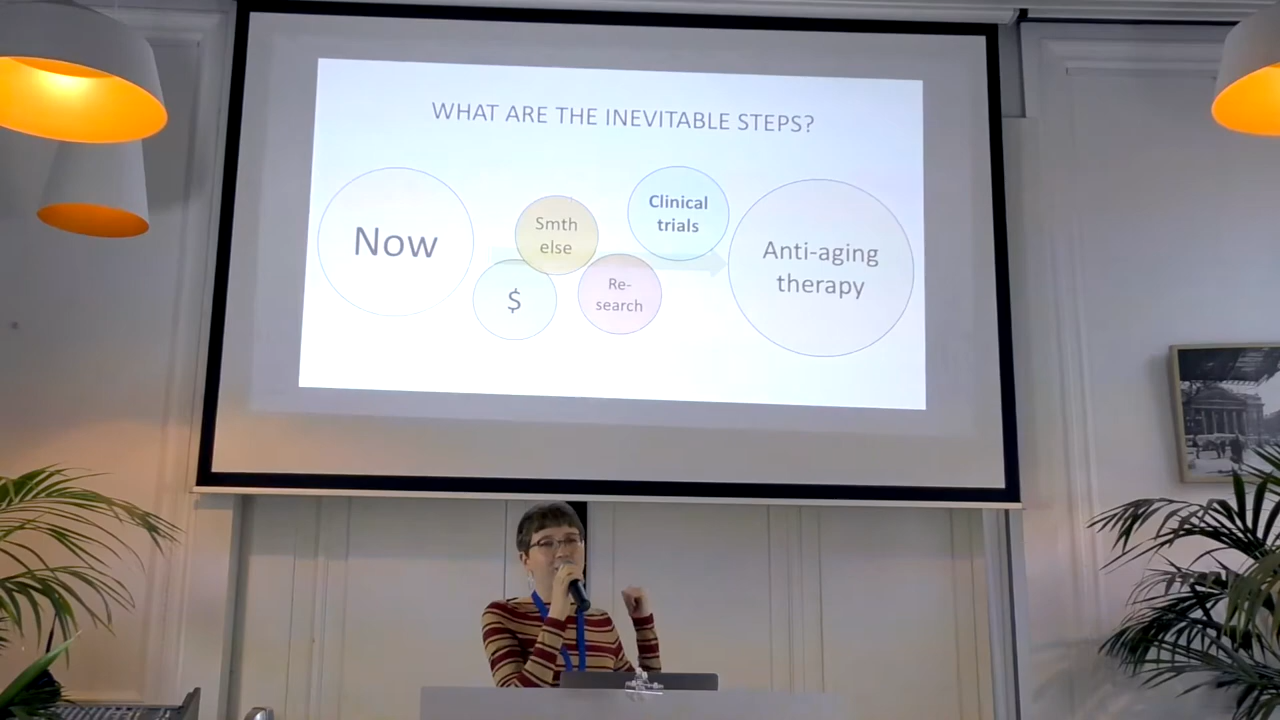 WHAT ARE THE INEVITABLE STEPS?
Now
Smth
else
$
Re-
search
Clinical
trials
Anti-aging
therapy